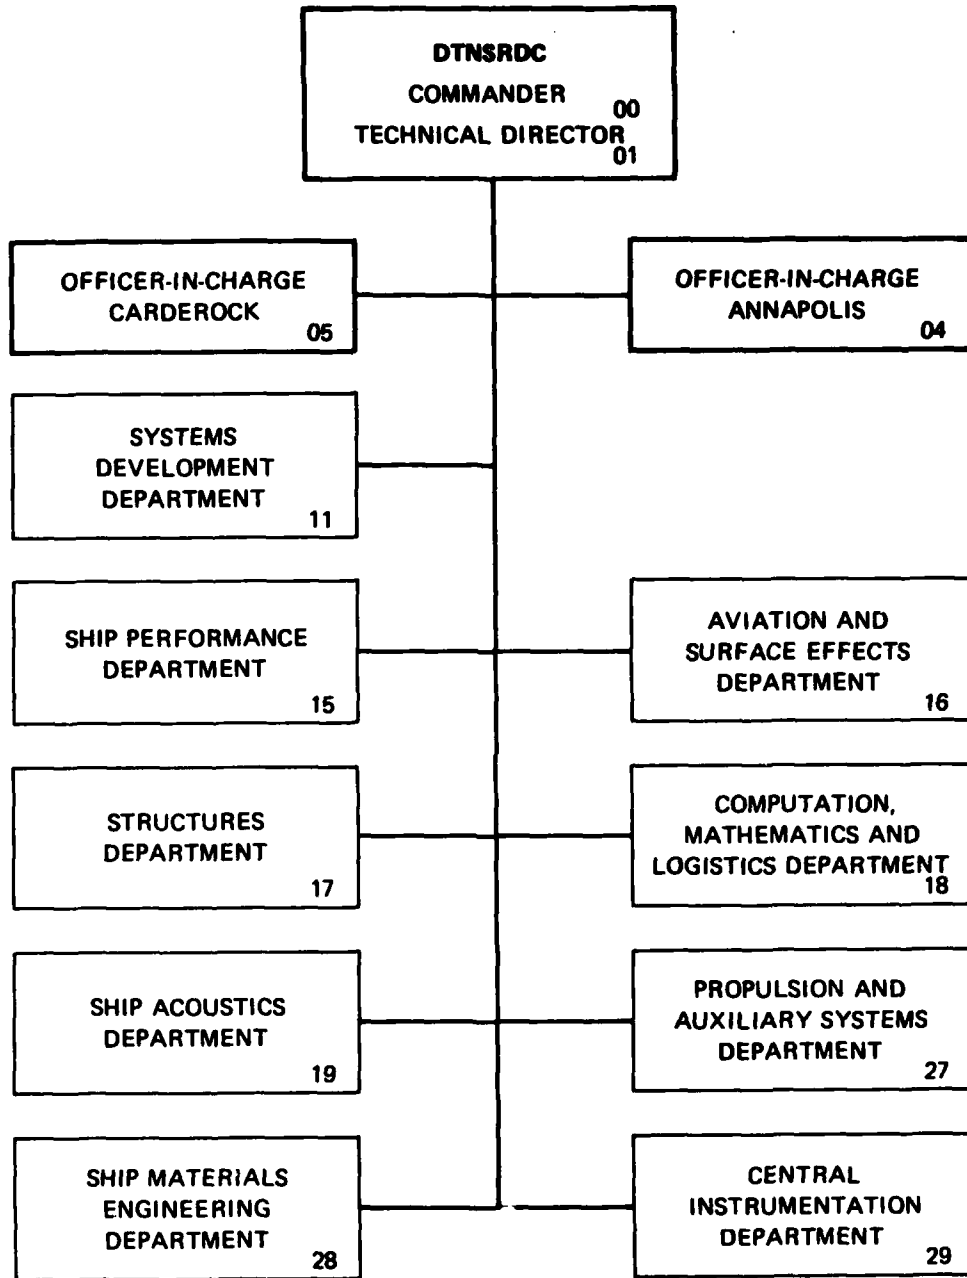 DTNSRDC
COMMANDER
00
TECHNICAL DIRECTOR
01
OFFICER-IN-CHARGE
CARDEROCK
05
OFFICER-IN-CHARGE
ANNAPOLIS
04
SYSTEMS
DEVELOPMENT
DEPARTMENT
11
SHIP PERFORMANCE
DEPARTMENT
15
AVIATION AND
SURFACE EFFECTS
DEPARTMENT
16
STRUCTURES
DEPARTMENT
17
COMPUTATION,
MATHEMATICS AND
LOGISTICS DEPARTMENT
18
SHIP ACOUSTICS
DEPARTMENT
19
PROPULSION AND
AUXILIARY SYSTEMS
DEPARTMENT
27
SHIP MATERIALS
ENGINEERING
DEPARTMENT
28
CENTRAL
INSTRUMENTATION
DEPARTMENT
29